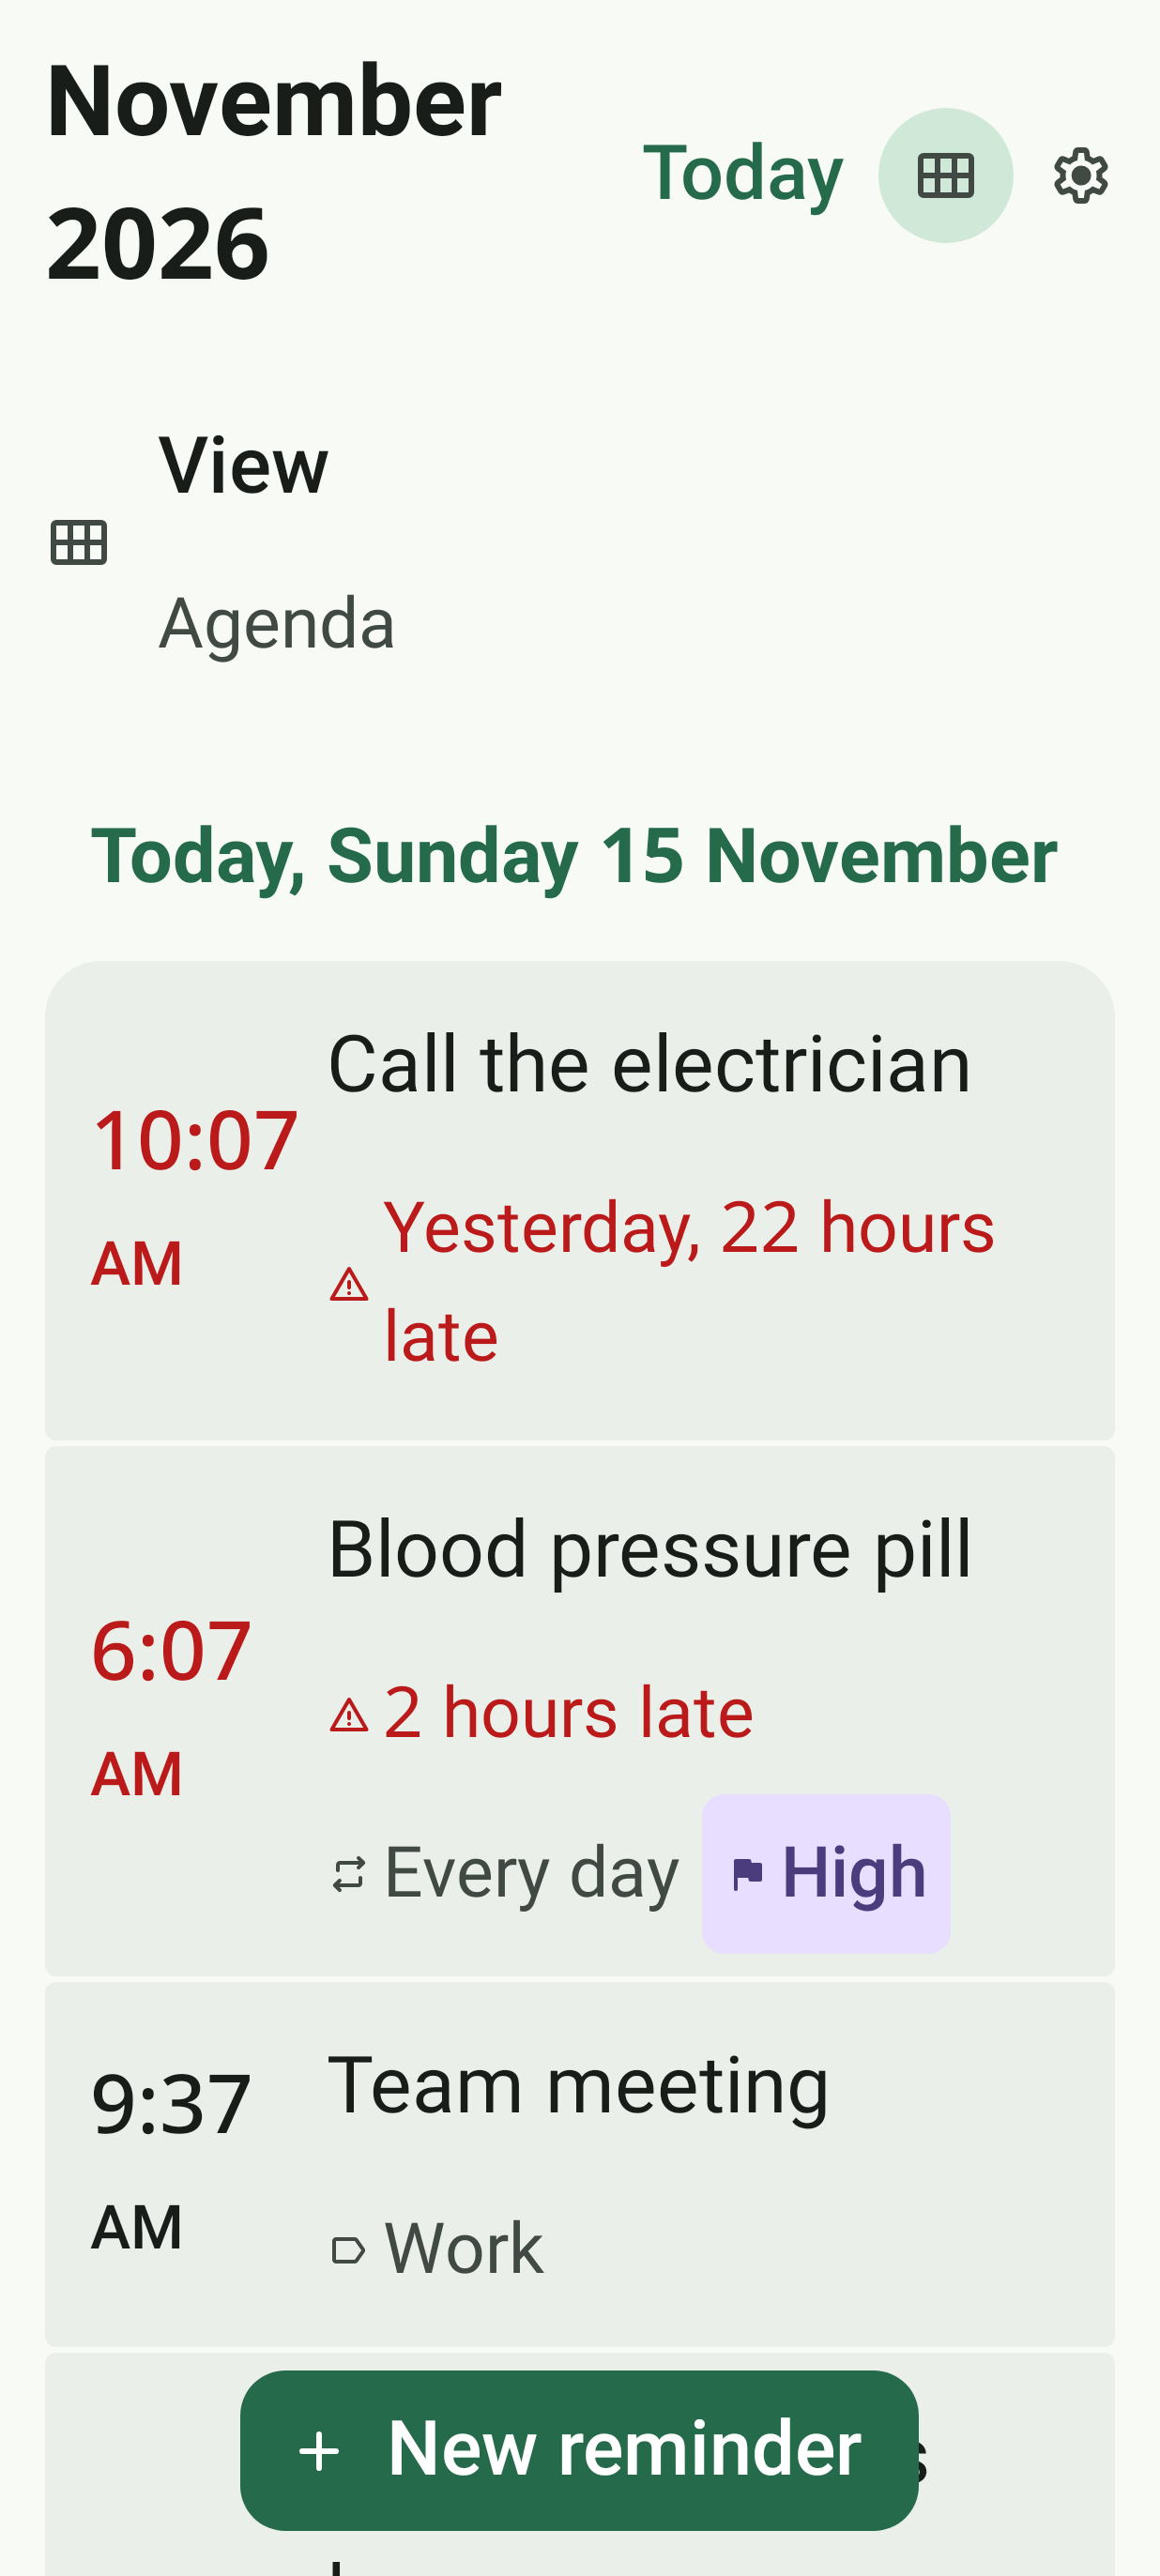 November
2026
Today
View
Agenda
Today, Sunday 15 November
Call the electrician
10:07
AM
Yesterday, 22 hours
late
Blood pressure pill
6:07
AM
2 hours late
Every day
High
Team meeting
9:37
AM
Work
New reminder